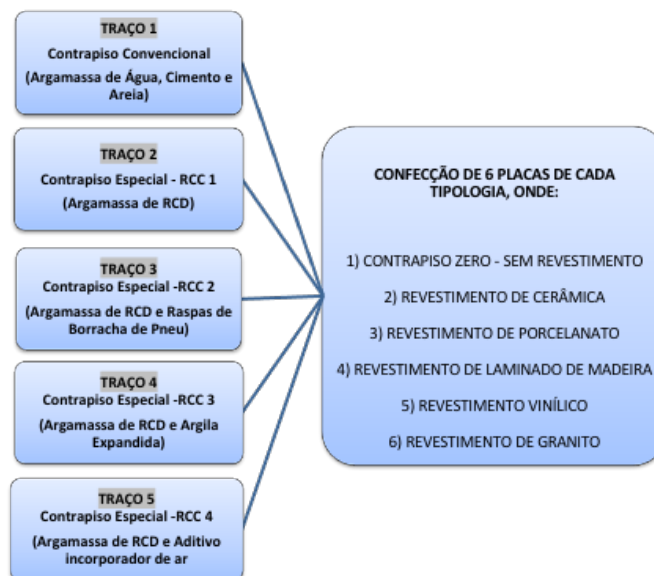 TRAÇO 1
Contrapiso Convencional
(Argamassa de Água, Cimento e
Areia)
TRAÇO 2
Contrapiso Especial - RCC 1
(Argamassa de RCD)
TRAÇO 3
Contrapiso Especial -RCC 2
(Argamassa de RCD e Raspas de
Borracha de Pneu)
TRAÇO 4
Contrapiso Especial -RCC 3
(Argamassa de RCD e Argila
Expandida)
TRAÇO 5
Contrapiso Especial -RCC 4
(Argamassa de RCD e Aditivo
incorporador de ar
CONFECÇÃO DE 6 PLACAS DE CADA
TIPOLOGIA, ONDE:
1) CONTRAPISO ZERO - SEM REVESTIMENTO
2) REVESTIMENTO DE CERÂMICA
3) REVESTIMENTO DE PORCELANATO
4) REVESTIMENTO DE LAMINADO DE MADEIRA
5) REVESTIMENTO VINÍLICO
6) REVESTIMENTO DE GRANITO